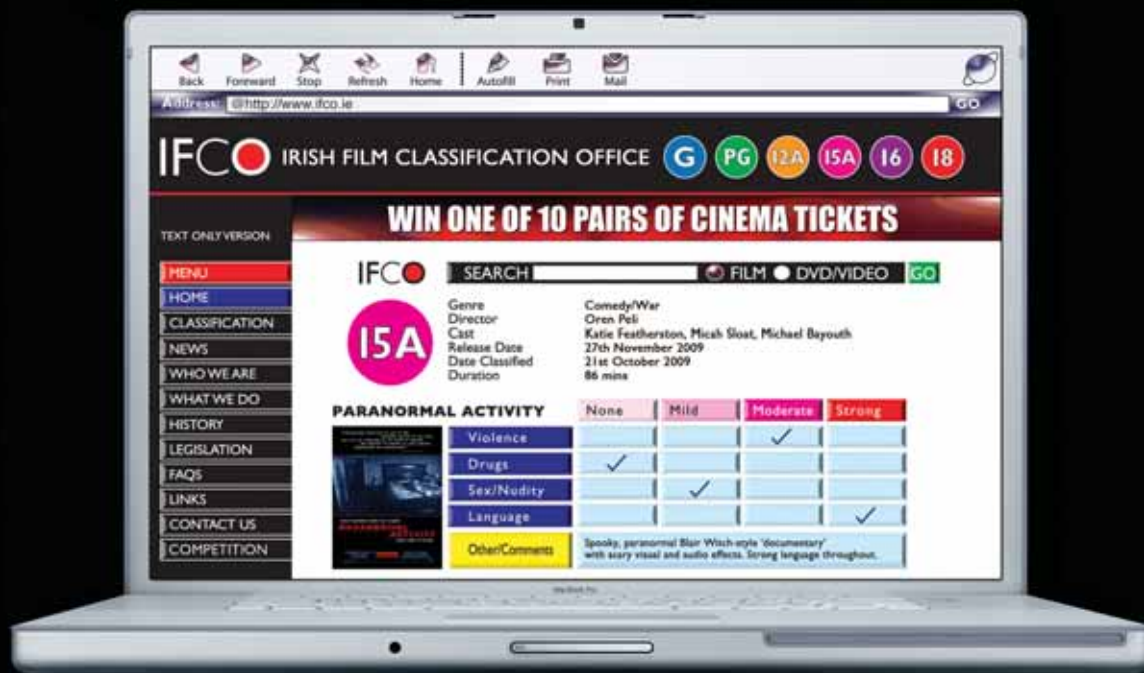 Back Foreward Stop Refresh Home Autofill Print Mail
Address: @http://www.ifco.ie GO
IFCO IRISH FILM CLASSIFICATION OFFICE G PG 12A 15A 16 18
WIN ONE OF 10 PAIRS OF CINEMA TICKETS
TEXT ONLY VERSION
MENU
HOME
CLASSIFICATION
NEWS
WHO WE ARE
WHAT WE DO
HISTORY
LEGISLATION
FAQS
LINKS
CONTACT US
COMPETITION
IFCO SEARCH FILM DVD/VIDEO GO
15A
Genre Comedy/War
Director Oren Peli
Cast Katie Featherston, Micah Sloat, Michael Bayouth
Release Date 27th November 2009
Date Classified 21st October 2009
Duration 86 mins
PARANORMAL ACTIVITY None Mild Moderate Strong
Violence
Drugs
Sex/Nudity
Language
Other/Comments
Spooky, paranormal Blair Witch-style 'documentary'
with scary visual and audio effects. Strong language throughout.
PARANORMAL
ACTIVITY
MacBook Pro